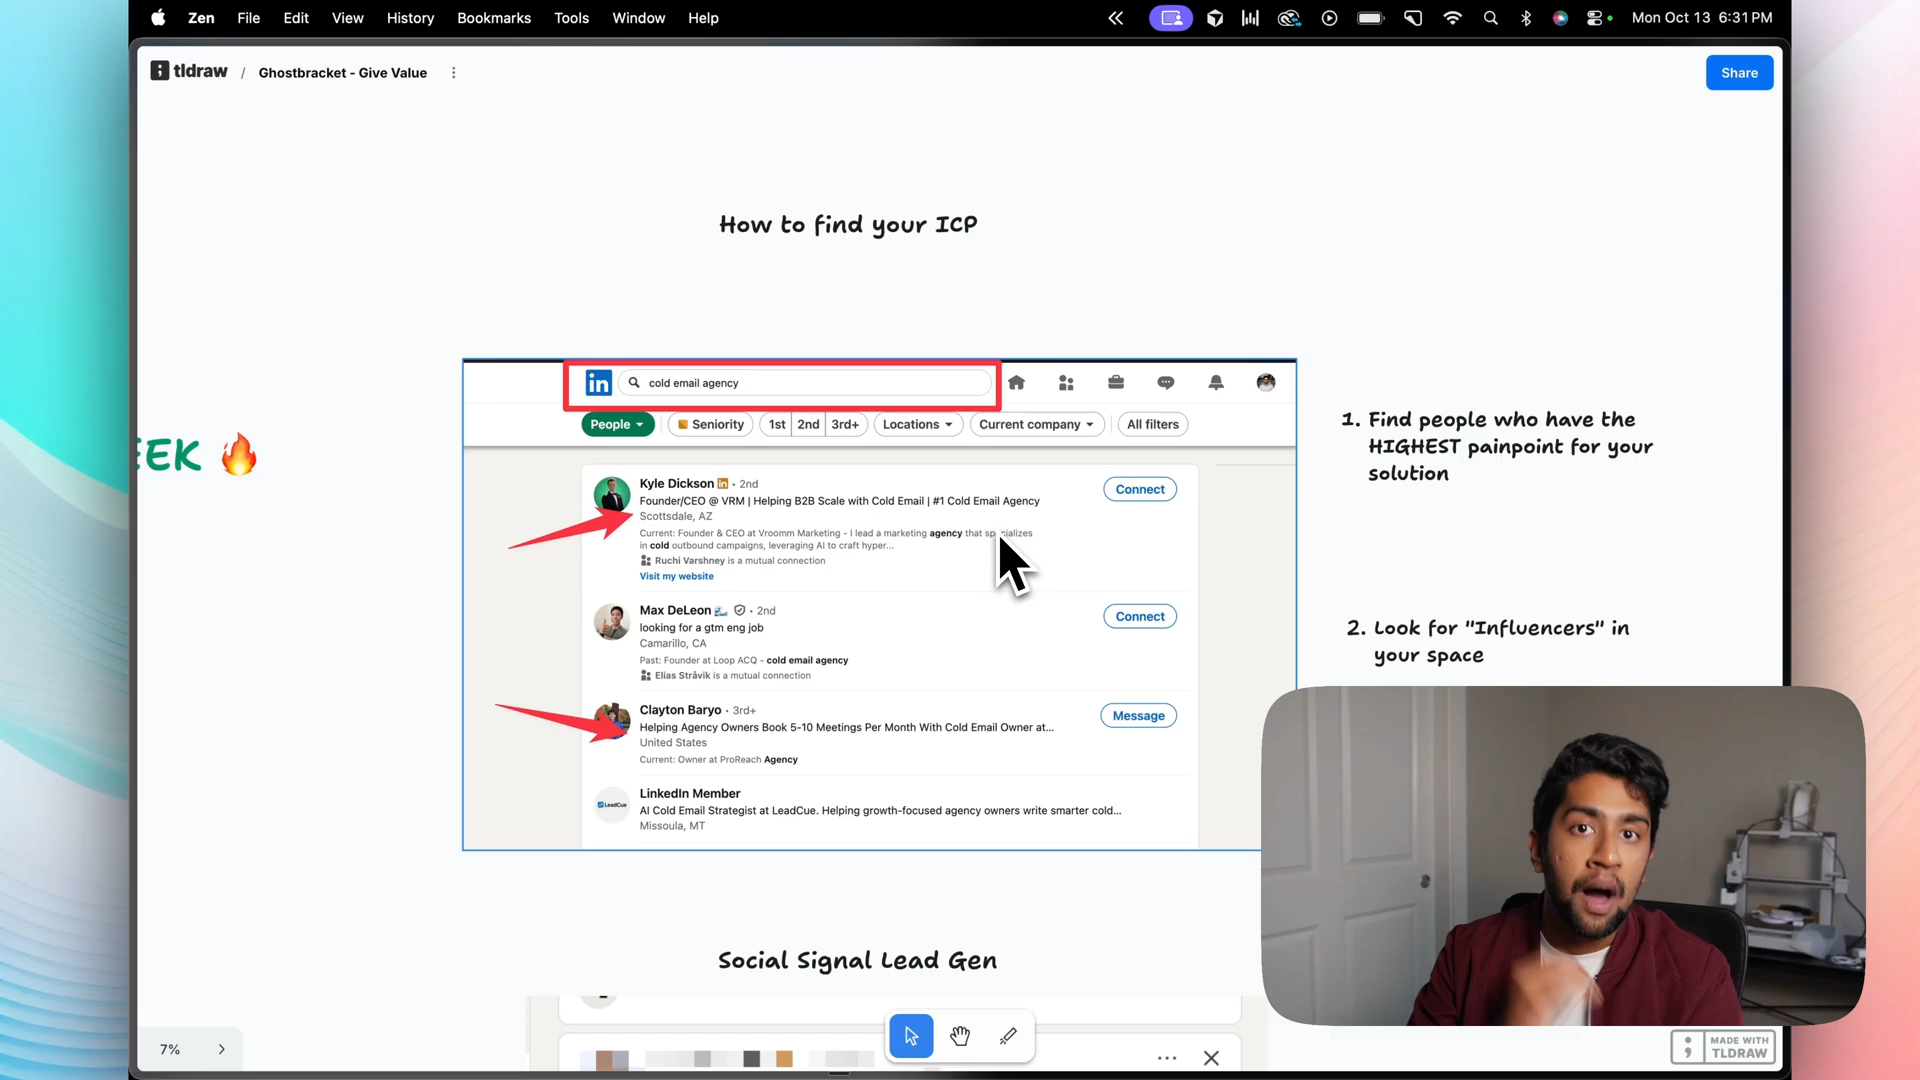 Zen File Edit View History Bookmarks Tools Window Help
Mon Oct 13 6:31 PM
tldraw / Ghostbracket - Give Value
Share
How to find your ICP
EEK 🔥
in cold email agency
People Seniority 1st 2nd 3rd+ Locations Current company All filters
Kyle Dickson in • 2nd
Founder/CEO @ VRM | Helping B2B Scale with Cold Email | #1 Cold Email Agency
Scottsdale, AZ
Current: Founder & CEO at Vroomm Marketing - I lead a marketing agency that specializes
in cold outbound campaigns, leveraging AI to craft hyper...
Ruchi Varshney is a mutual connection
Visit my website
Connect
Max DeLeon 🌊 • 2nd
looking for a gtm eng job
Camarillo, CA
Past: Founder at Loop ACQ - cold email agency
Elias Stråvik is a mutual connection
Connect
Clayton Baryo • 3rd+
Helping Agency Owners Book 5-10 Meetings Per Month With Cold Email Owner at...
United States
Current: Owner at ProReach Agency
Message
LinkedIn Member
LeadCue
AI Cold Email Strategist at LeadCue. Helping growth-focused agency owners write smarter cold...
Missoula, MT
1. Find people who have the
HIGHEST painpoint for your
solution
2. Look for "Influencers" in
your space
Social Signal Lead Gen
7%
MADE WITH
TLDRAW